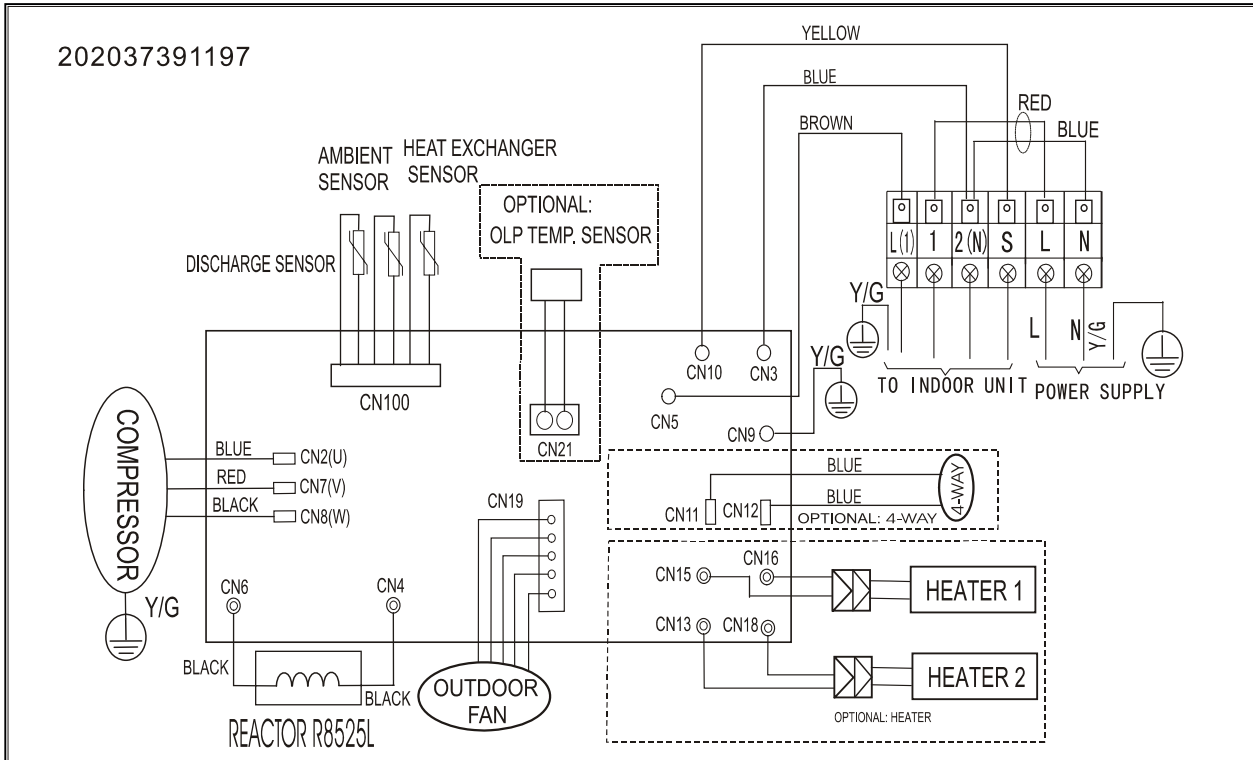 202037391197
YELLOW
BLUE
BROWN
RED
BLUE
AMBIENT
SENSOR
HEAT EXCHANGER
SENSOR
DISCHARGE SENSOR
OPTIONAL:
OLP TEMP. SENSOR
L(1) 1 2(N) S L N
Y/G
L N Y/G
TO INDOOR UNIT
POWER SUPPLY
CN100
CN21
CN10
CN3
CN5
Y/G
CN9
COMPRESSOR
BLUE
CN2(U)
RED
CN7(V)
BLACK
CN8(W)
Y/G
CN19
BLUE
BLUE
CN11
CN12
OPTIONAL: 4-WAY
4-WAY
CN6
CN4
BLACK
BLACK
REACTOR R8525L
OUTDOOR
FAN
CN15
CN16
HEATER 1
CN13
CN18
HEATER 2
OPTIONAL: HEATER